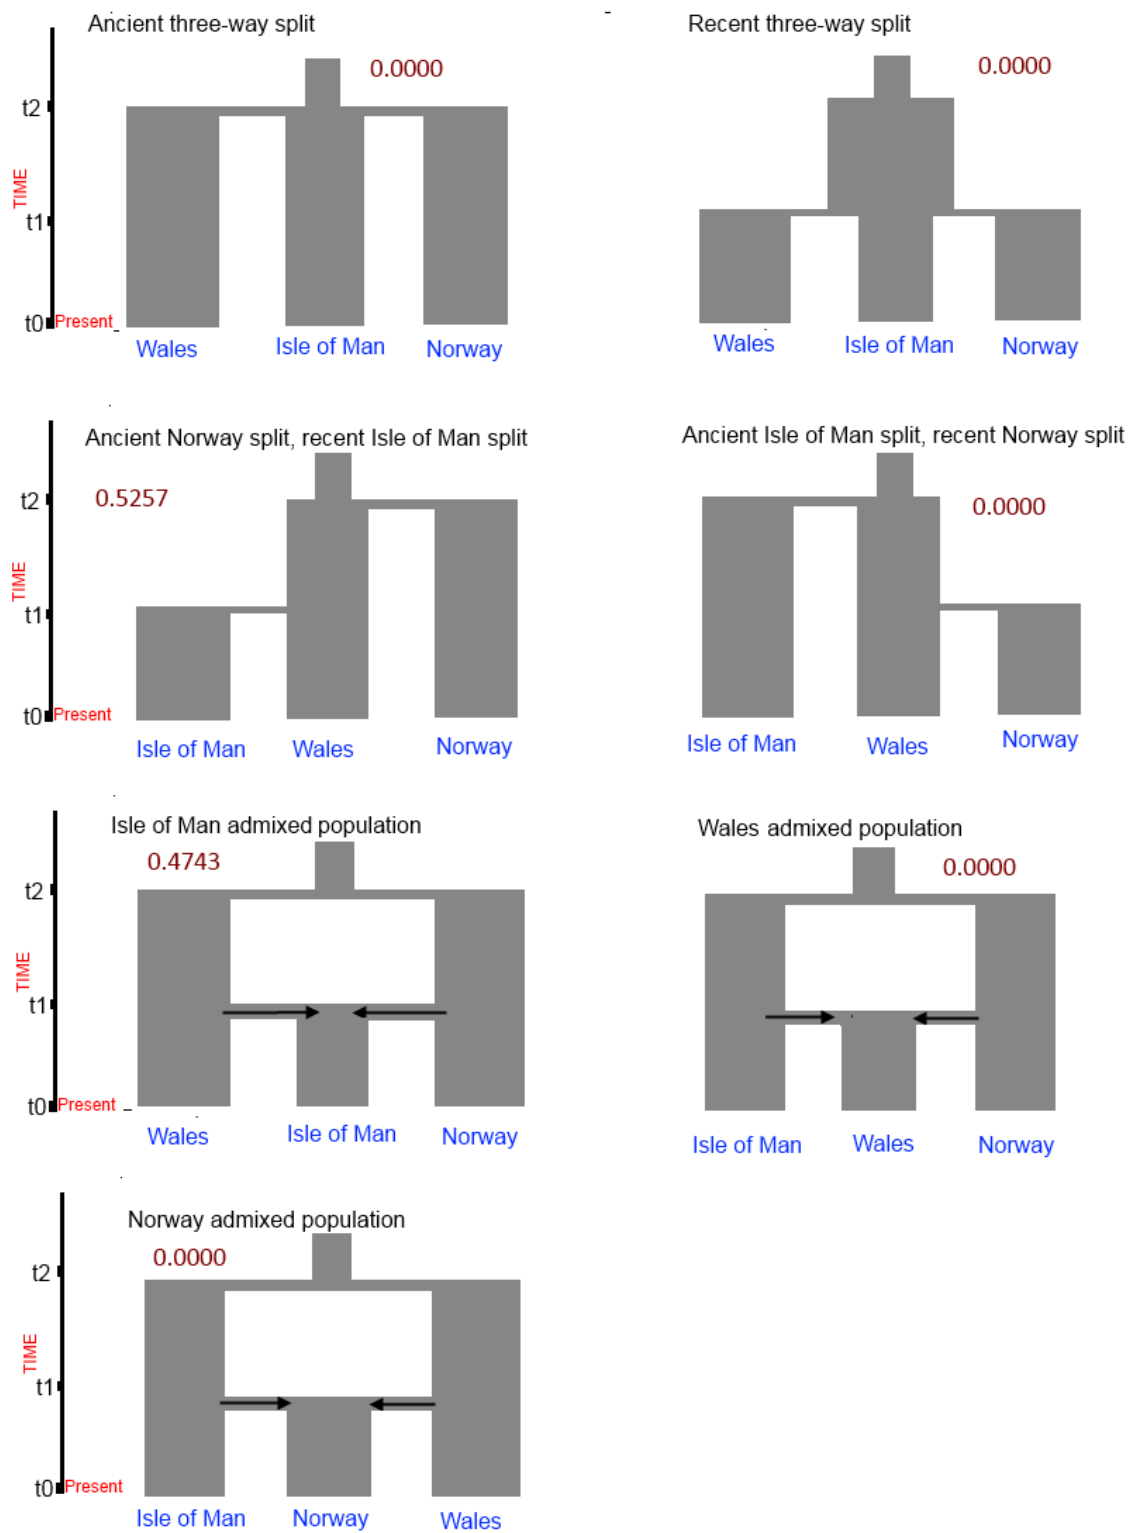 Ancient three-way split
0.0000
t2
TIME
t1
t0
Present
Wales
Isle of Man
Norway
Recent three-way split
0.0000
Wales
Isle of Man
Norway
Ancient Norway split, recent Isle of Man split
0.5257
t2
TIME
t1
t0
Present
Isle of Man
Wales
Norway
Ancient Isle of Man split, recent Norway split
0.0000
Isle of Man
Wales
Norway
Isle of Man admixed population
0.4743
t2
TIME
t1
t0
Present
Wales
Isle of Man
Norway
Wales admixed population
0.0000
Isle of Man
Wales
Norway
Norway admixed population
0.0000
t2
TIME
t1
t0
Present
Isle of Man
Norway
Wales